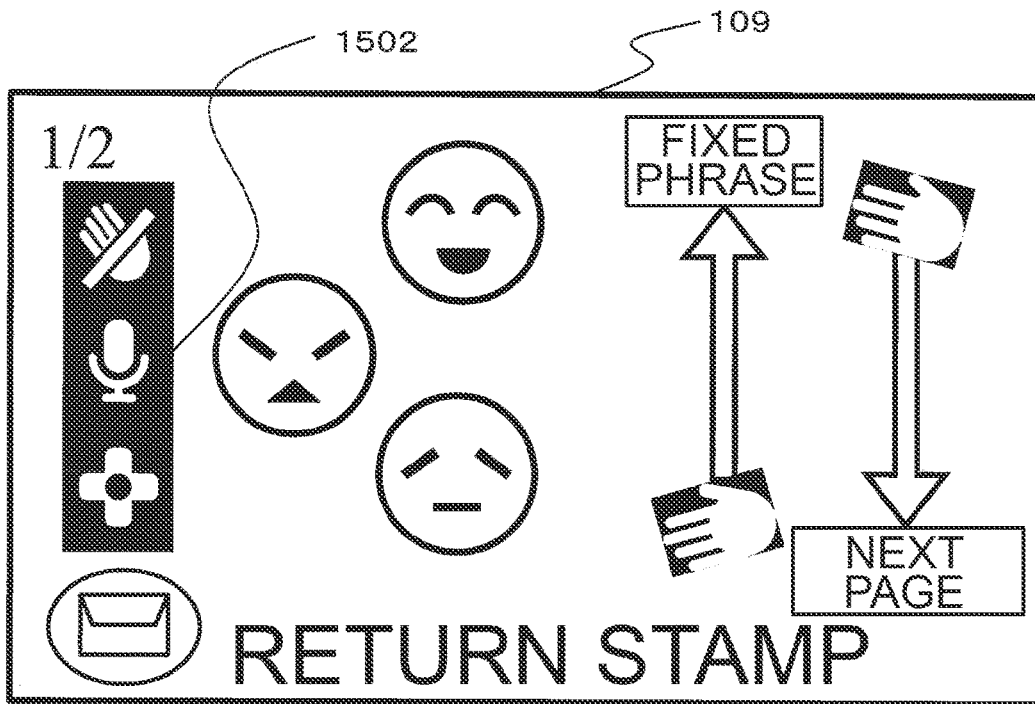 1502
109
1/2
FIXED
PHRASE
NEXT
PAGE
RETURN STAMP